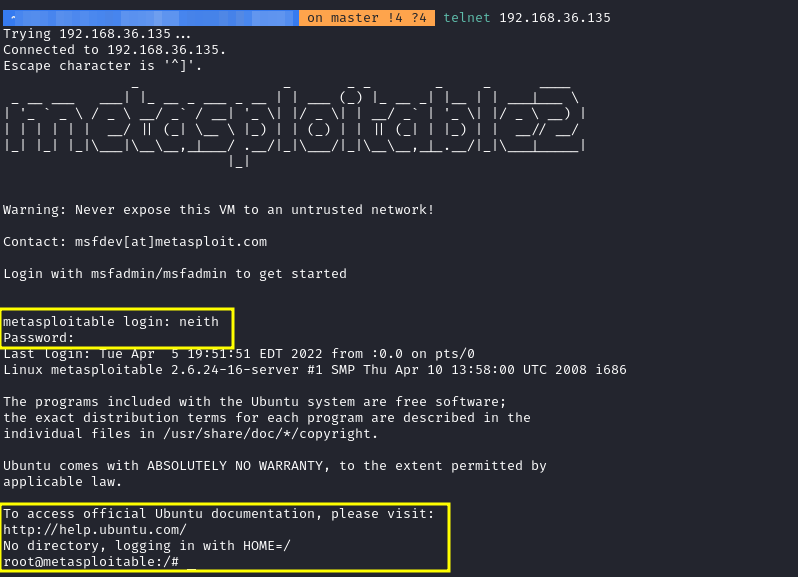 ~ on master !4 ?4 telnet 192.168.36.135
Trying 192.168.36.135...
Connected to 192.168.36.135.
Escape character is '^]'.
metasploitable2
Warning: Never expose this VM to an untrusted network!
Contact: msfdev[at]metasploit.com
Login with msfadmin/msfadmin to get started
metasploitable login: neith
Password:
Last login: Tue Apr  5 19:51:51 EDT 2022 from :0.0 on pts/0
Linux metasploitable 2.6.24-16-server #1 SMP Thu Apr 10 13:58:00 UTC 2008 i686
The programs included with the Ubuntu system are free software;
the exact distribution terms for each program are described in the
individual files in /usr/share/doc/*/copyright.
Ubuntu comes with ABSOLUTELY NO WARRANTY, to the extent permitted by
applicable law.
To access official Ubuntu documentation, please visit:
http://help.ubuntu.com/
No directory, logging in with HOME=/
root@metasploitable:/# _